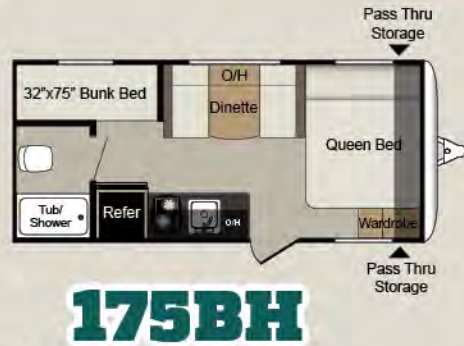 Pass Thru
Storage
O/H
32"x75" Bunk Bed
Dinette
Queen Bed
Tub/
Shower
Refer
O/H
Wardrobe
Pass Thru
Storage
175BH